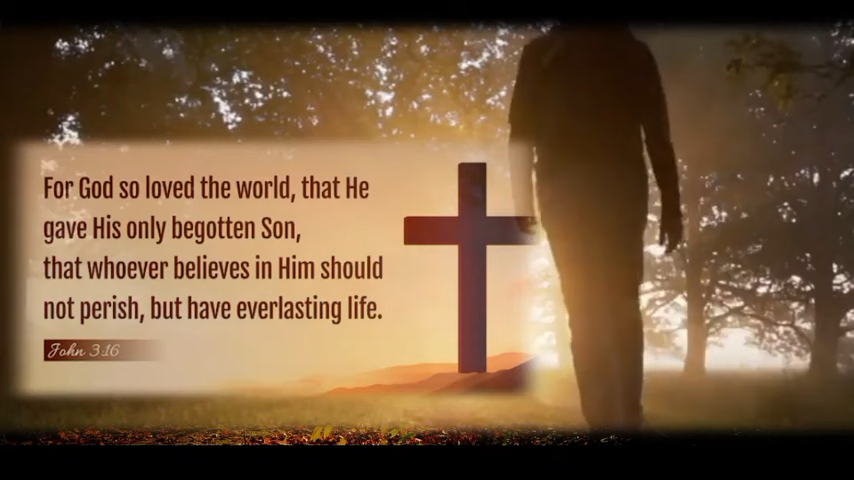 For God so loved the world, that He
gave His only begotten Son,
that whoever believes in Him should
not perish, but have everlasting life.
John 3:16